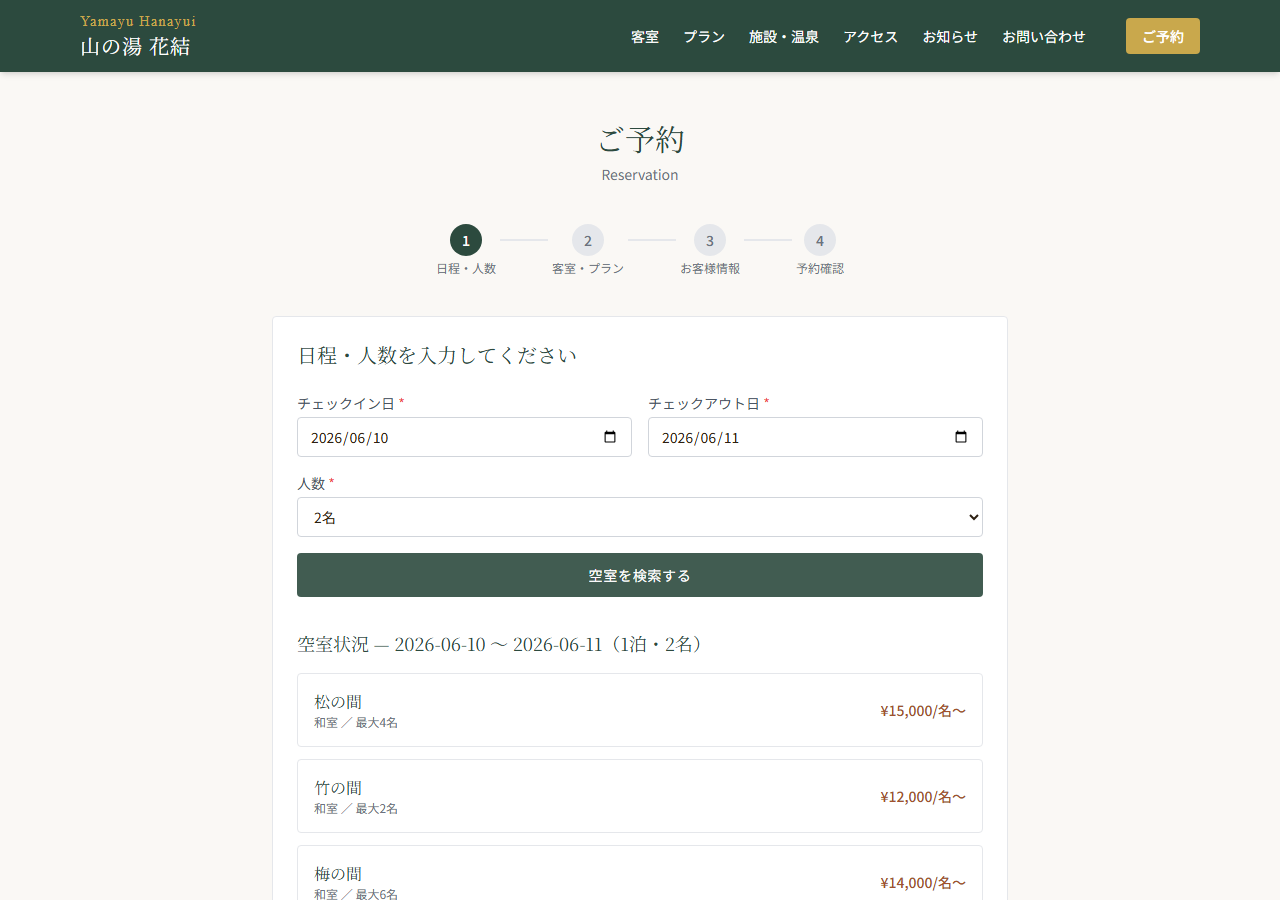 Yamayu Hanayui
山の湯 花結
客室 プラン 施設・温泉 アクセス お知らせ お問い合わせ ご予約
ご予約
Reservation
1 2 3 4
日程・人数 客室・プラン お客様情報 予約確認
日程・人数を入力してください
チェックイン日 * チェックアウト日 *
2026/06/10 2026/06/11
人数 *
2名
空室を検索する
空室状況 — 2026-06-10 〜 2026-06-11（1泊・2名）
松の間
和室 ／ 最大4名
¥15,000/名〜
竹の間
和室 ／ 最大2名
¥12,000/名〜
梅の間
和室 ／ 最大6名
¥14,000/名〜